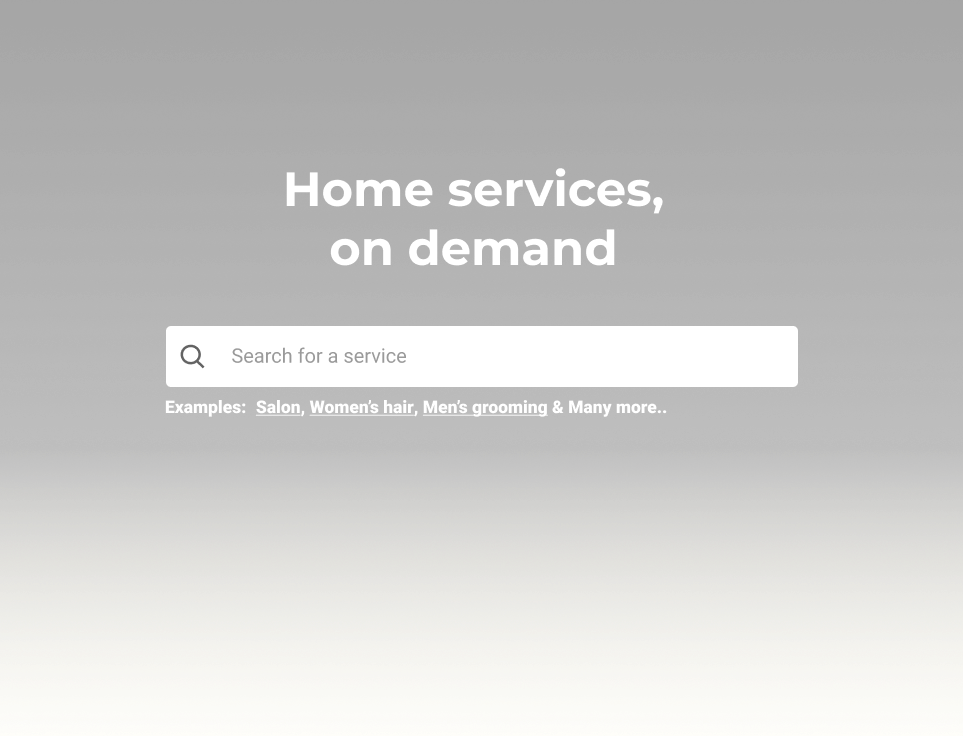 Home services,
on demand
Search for a service
Examples: Salon, Women's hair, Men's grooming & Many more..